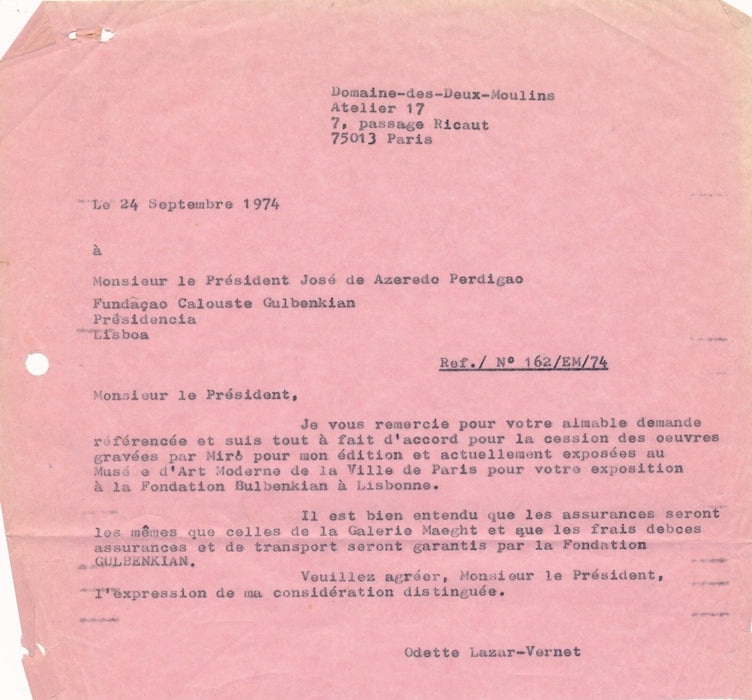 Domaine-des-Deux-Moulins
Atelier 17
7, passage Ricaut
75013 Paris
Le 24 Septembre 1974
à
Monsieur le Président José de Azeredo Perdigao
Fundaçao Calouste Gulbenkian
Présidencia
Lisboa
Ref./ N° 162/EM/74
Monsieur le Président,
Je vous remercie pour votre aimable demande
référencée et suis tout à fait d'accord pour la cession des oeuvres
gravées par Mirô pour mon édition et actuellement exposées au
Musé e d'Art Moderne de la Ville de Paris pour votre exposition
à la Fondation Bulbenkian à Lisbonne.
Il est bien entendu que les assurances seront
les mêmes que celles de la Galerie Maeght et que les frais debces
assurances et de transport seront garantis par la Fondation
GULBENKIAN.
Veuillez agréer, Monsieur le Président,
l'expression de ma considération distinguée.
Odette Lazar-Vernet